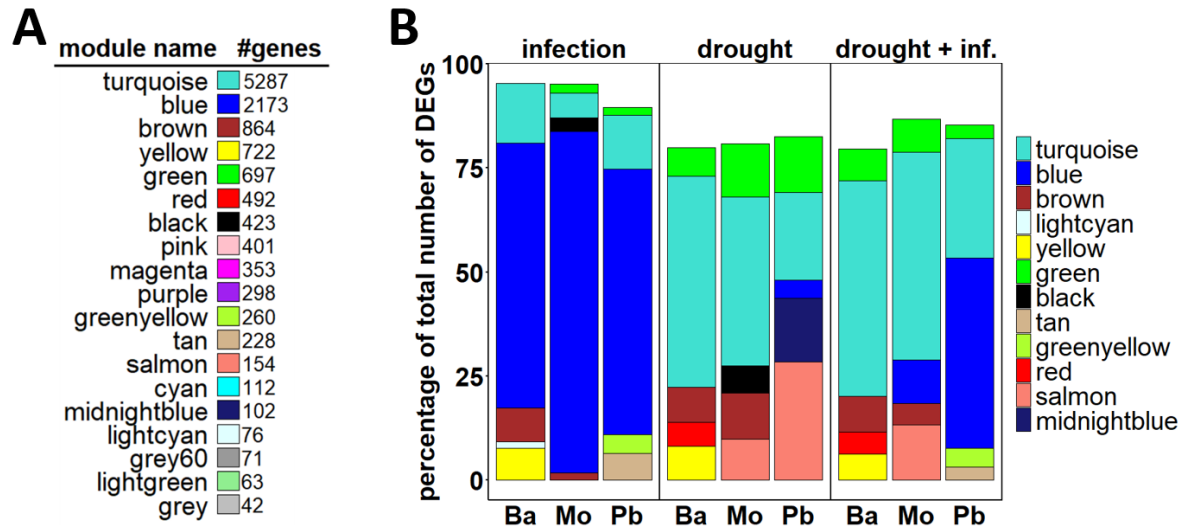 A
module name #genes
turquoise 5287
blue 2173
brown 864
yellow 722
green 697
red 492
black 423
pink 401
magenta 353
purple 298
greenyellow 260
tan 228
salmon 154
cyan 112
midnightblue 102
lightcyan 76
grey60 71
lightgreen 63
grey 42
B
infection drought drought + inf.
percentage of total number of DEGs
100
75
50
25
0
Ba Mo Pb Ba Mo Pb Ba Mo Pb
turquoise
blue
brown
lightcyan
yellow
green
black
tan
greenyellow
red
salmon
midnightblue